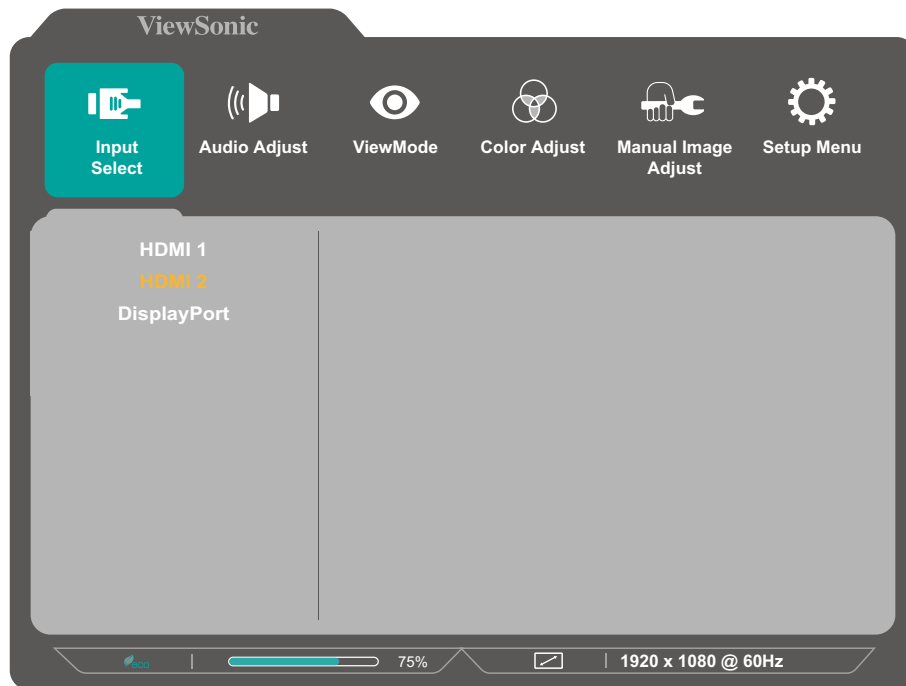 ViewSonic
Input
Select
Audio Adjust
ViewMode
Color Adjust
Manual Image
Adjust
Setup Menu
HDMI 1
HDMI 2
DisplayPort
eco
75%
1920 x 1080 @ 60Hz